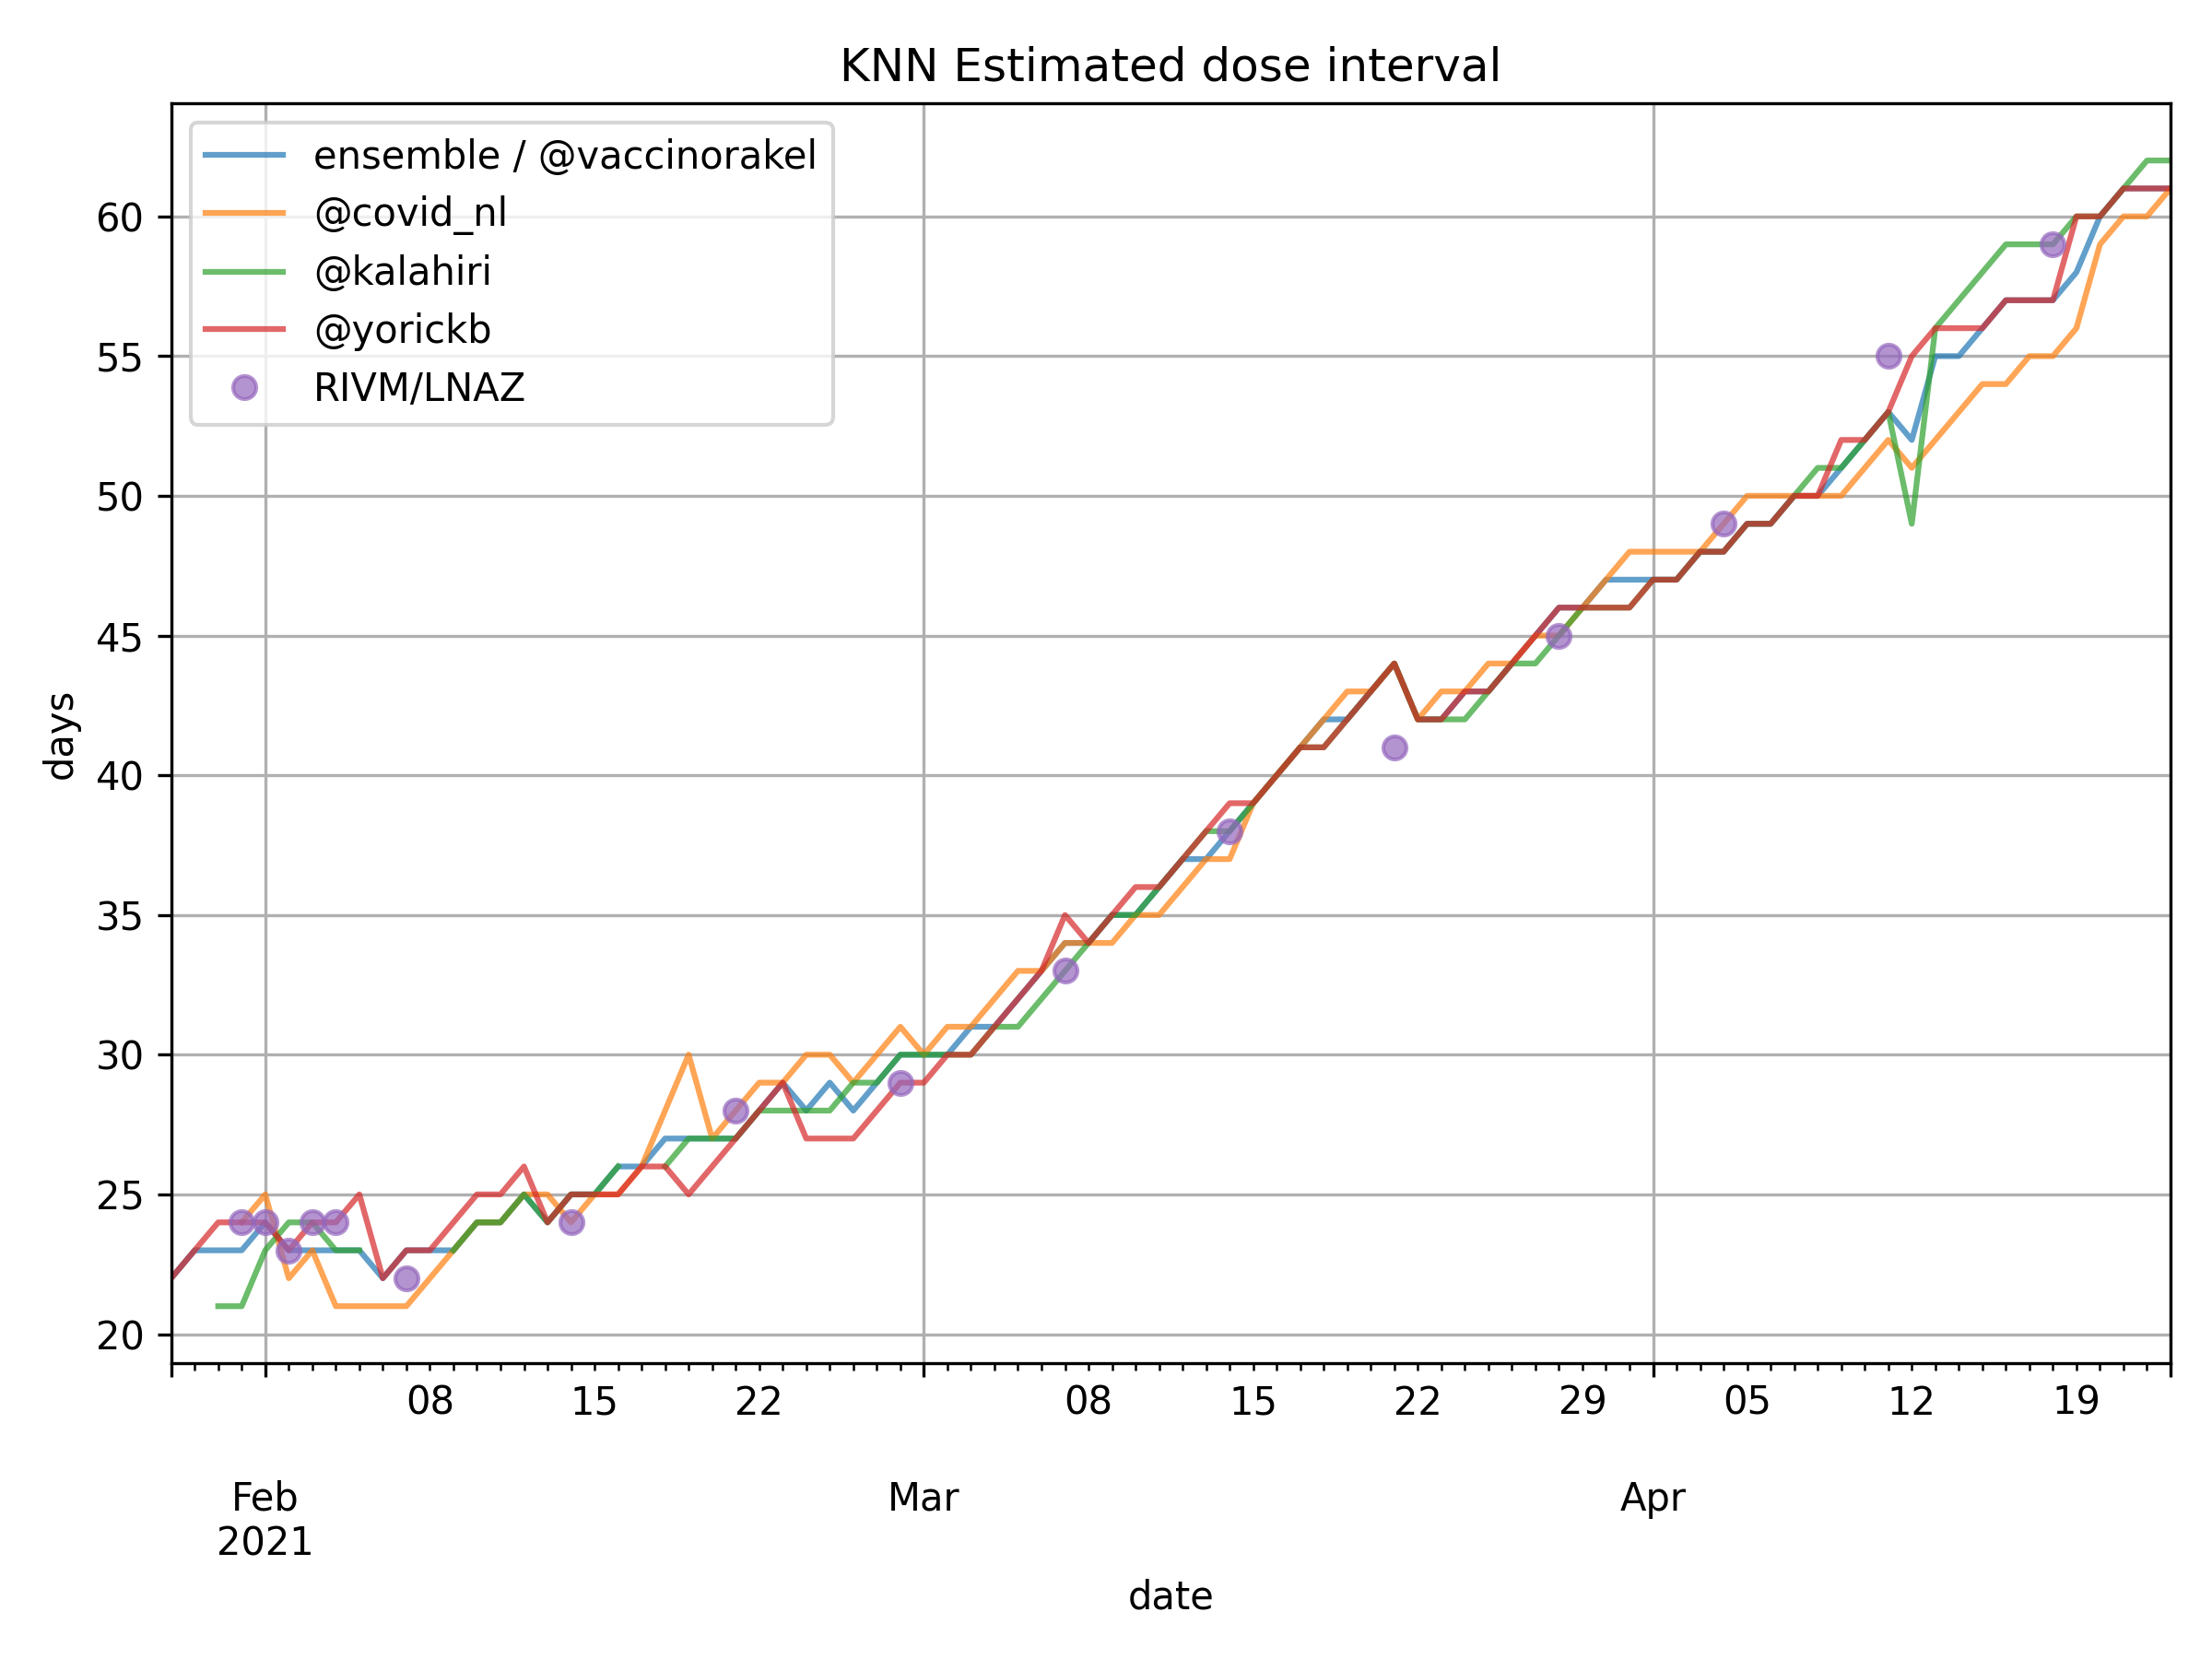 KNN Estimated dose interval
ensemble / @vaccinorakel
@covid_nl
@kalahiri
@yorickb
RIVM/LNAZ
60
55
50
45
40
35
30
25
20
days
08 15 22 08 15 22 29 05 12 19
Feb Mar Apr
2021
date